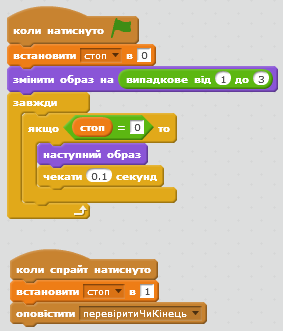 коли натиснуто
встановити стоп в 0
змінити образ на випадкове від 1 до 3
завжди
якщо стоп = 0 то
наступний образ
чекати 0.1 секунд
коли спрайт натиснуто
встановити стоп в 1
оповістити перевіритиЧиКінець